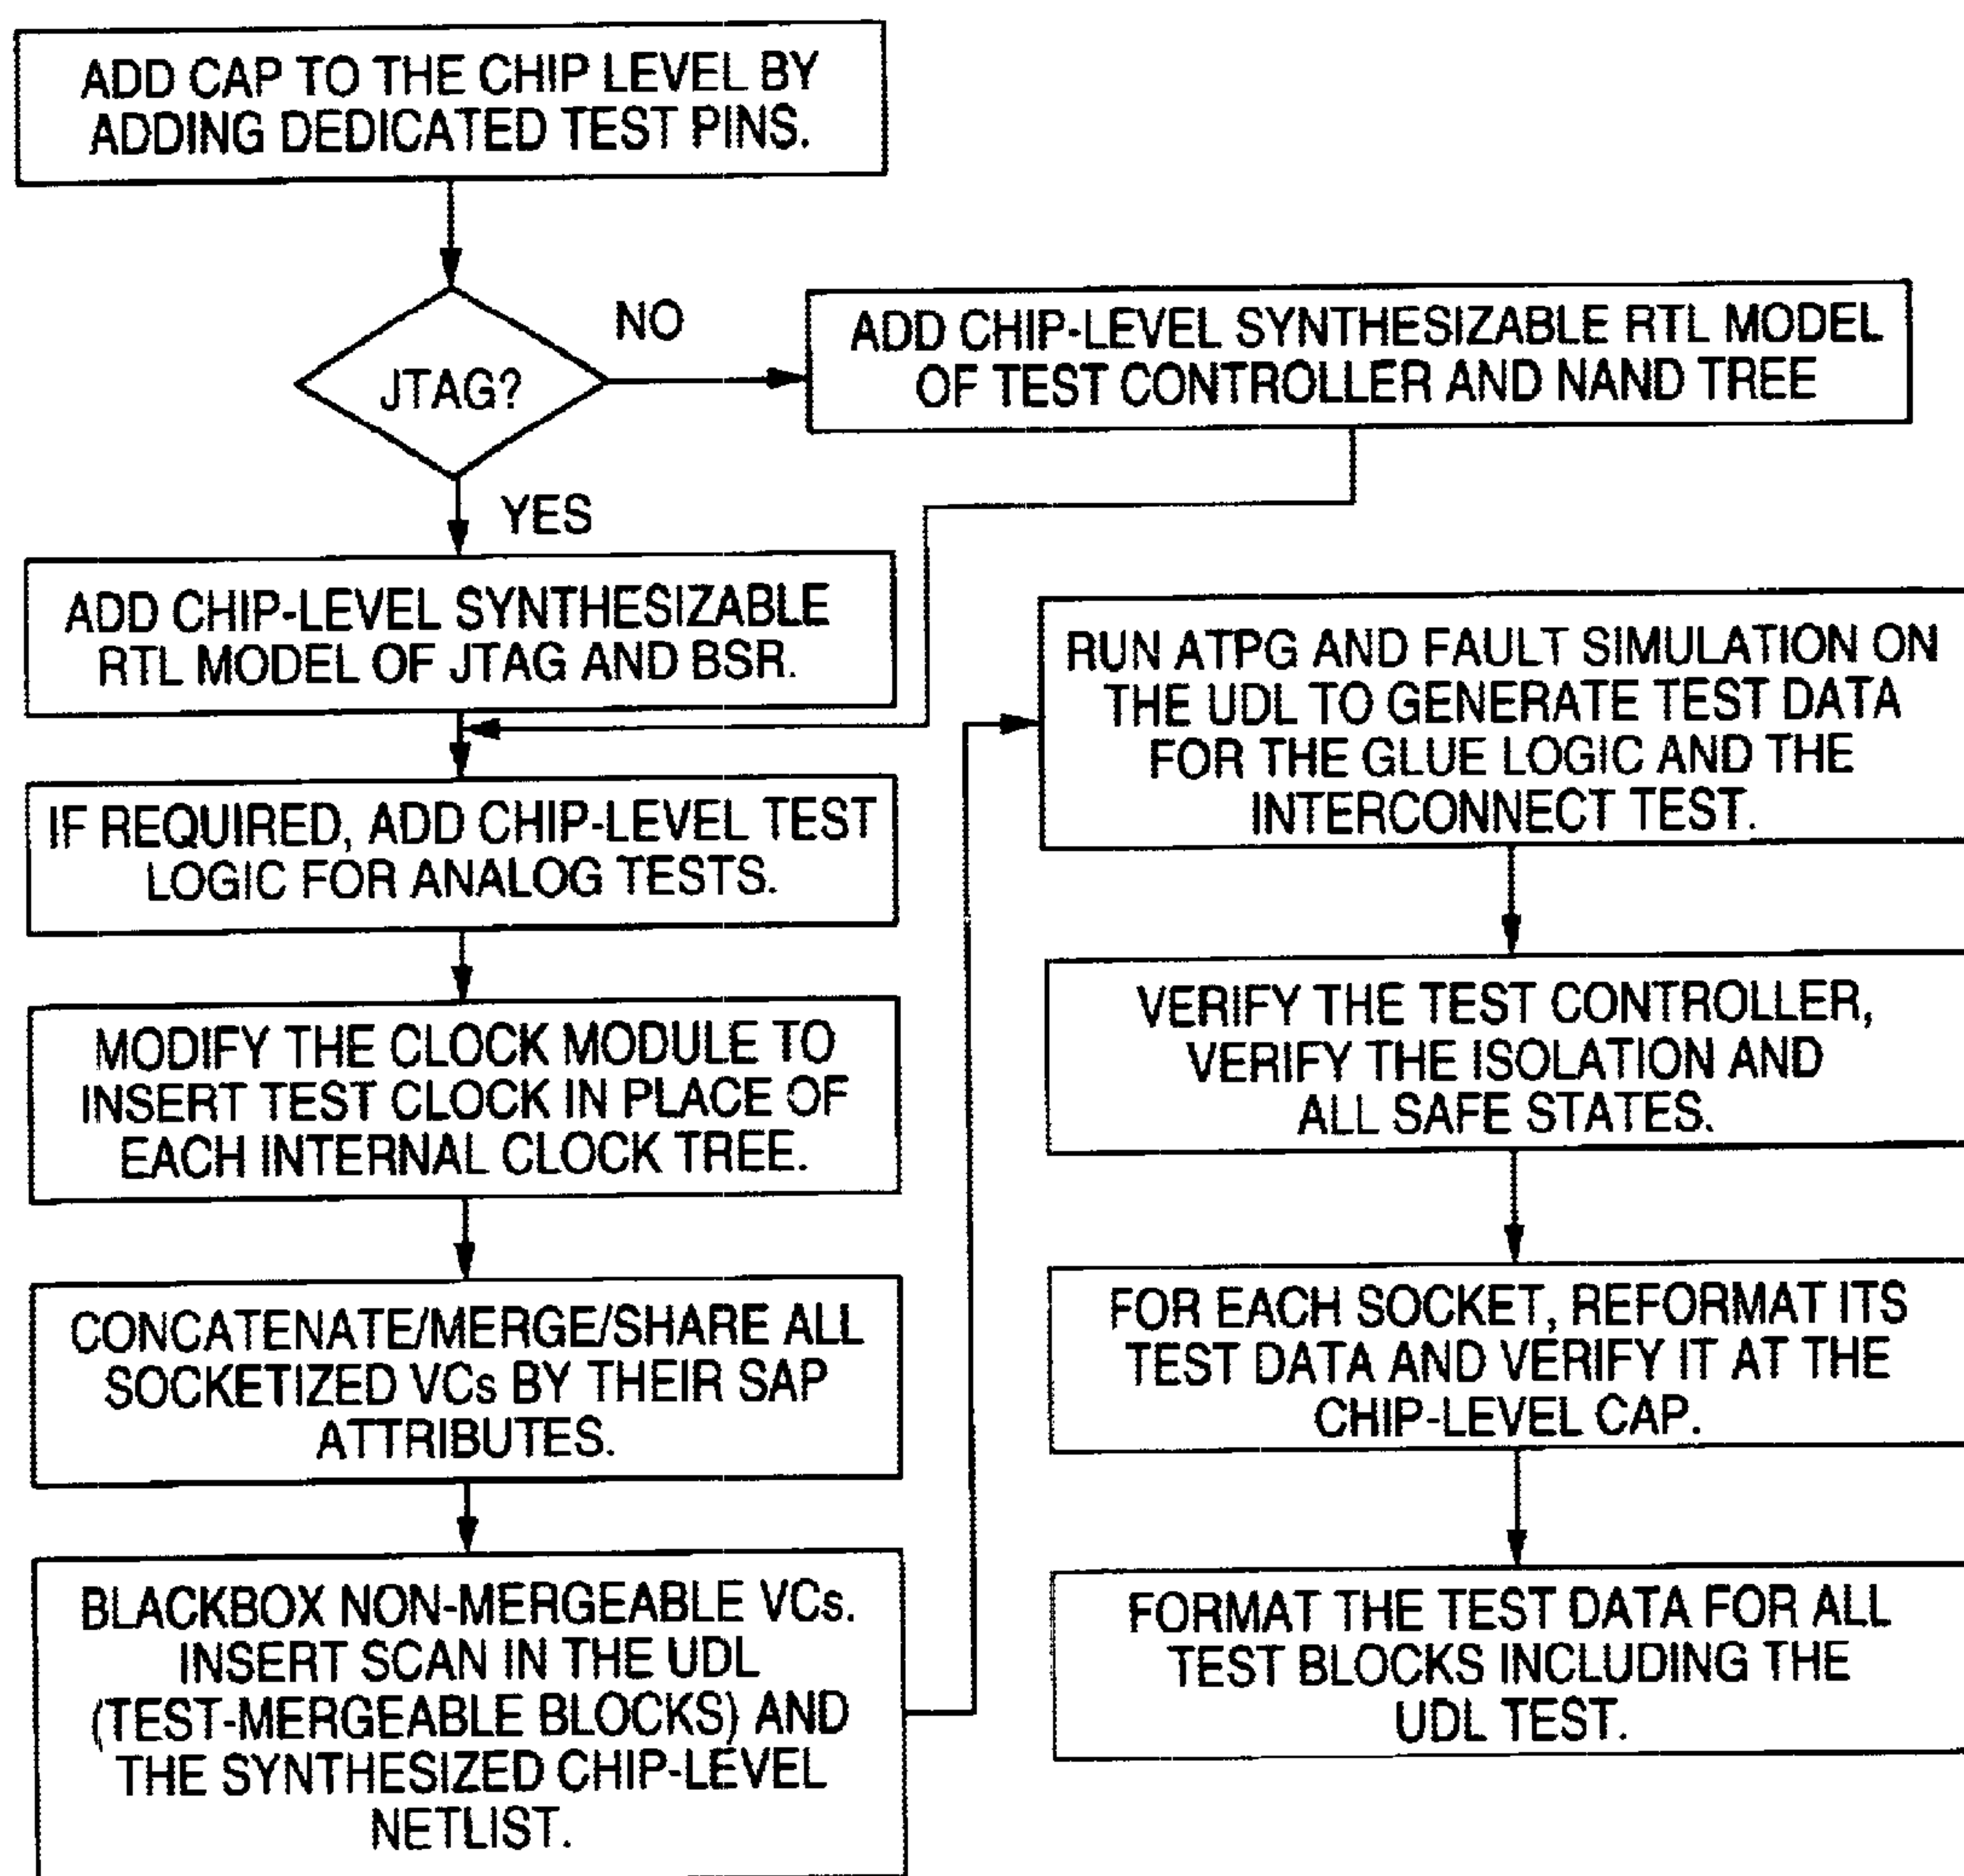 ADD CAP TO THE CHIP LEVEL BY
ADDING DEDICATED TEST PINS.
JTAG?
NO
ADD CHIP-LEVEL SYNTHESIZABLE RTL MODEL
OF TEST CONTROLLER AND NAND TREE
YES
ADD CHIP-LEVEL SYNTHESIZABLE
RTL MODEL OF JTAG AND BSR.
IF REQUIRED, ADD CHIP-LEVEL TEST
LOGIC FOR ANALOG TESTS.
MODIFY THE CLOCK MODULE TO
INSERT TEST CLOCK IN PLACE OF
EACH INTERNAL CLOCK TREE.
CONCATENATE/MERGE/SHARE ALL
SOCKETIZED VCs BY THEIR SAP
ATTRIBUTES.
BLACKBOX NON-MERGEABLE VCs.
INSERT SCAN IN THE UDL
(TEST-MERGEABLE BLOCKS) AND
THE SYNTHESIZED CHIP-LEVEL
NETLIST.
RUN ATPG AND FAULT SIMULATION ON
THE UDL TO GENERATE TEST DATA
FOR THE GLUE LOGIC AND THE
INTERCONNECT TEST.
VERIFY THE TEST CONTROLLER,
VERIFY THE ISOLATION AND
ALL SAFE STATES.
FOR EACH SOCKET, REFORMAT ITS
TEST DATA AND VERIFY IT AT THE
CHIP-LEVEL CAP.
FORMAT THE TEST DATA FOR ALL
TEST BLOCKS INCLUDING THE
UDL TEST.